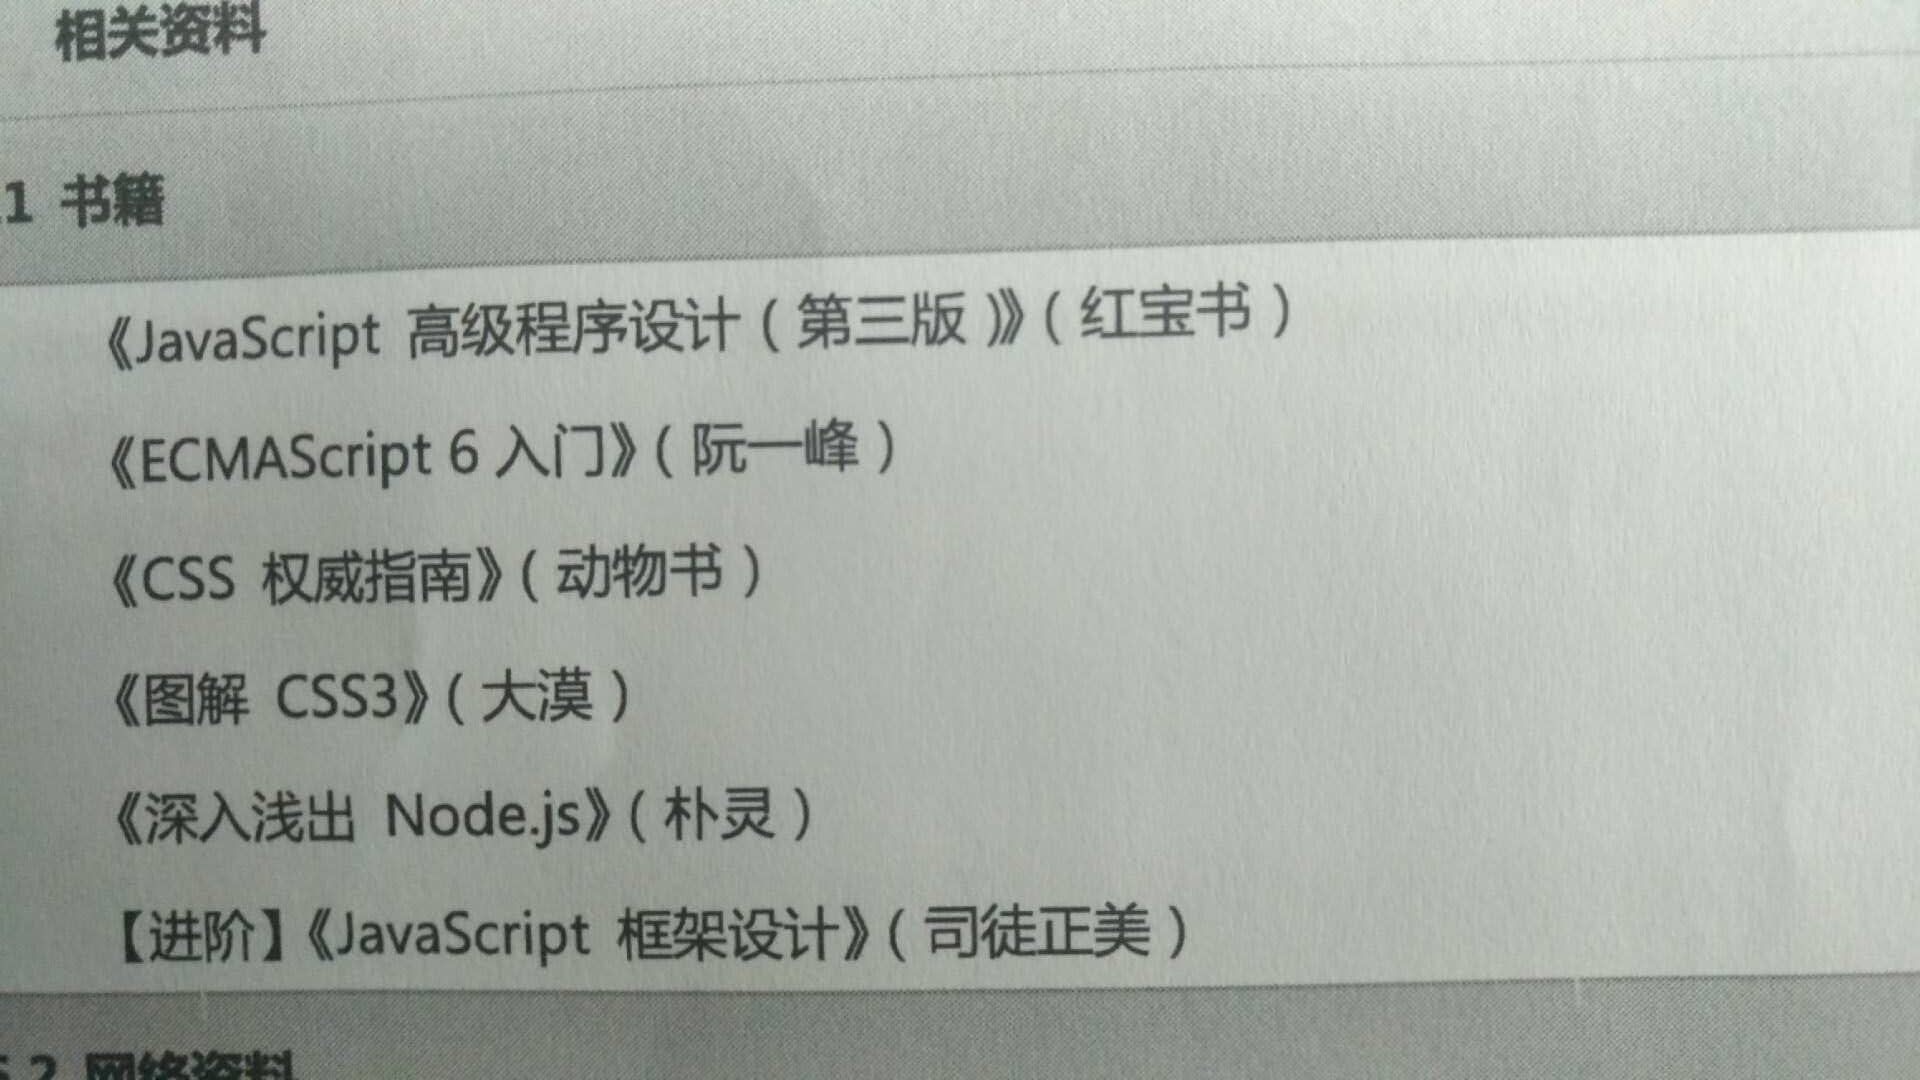 相关资料
.1 书籍
《JavaScript 高级程序设计（第三版）》（红宝书）
《ECMAScript 6 入门》（阮一峰）
《CSS 权威指南》（动物书）
《图解 CSS3》（大漠）
《深入浅出 Node.js》（朴灵）
【进阶】《JavaScript 框架设计》（司徒正美）
5.2 网络资料